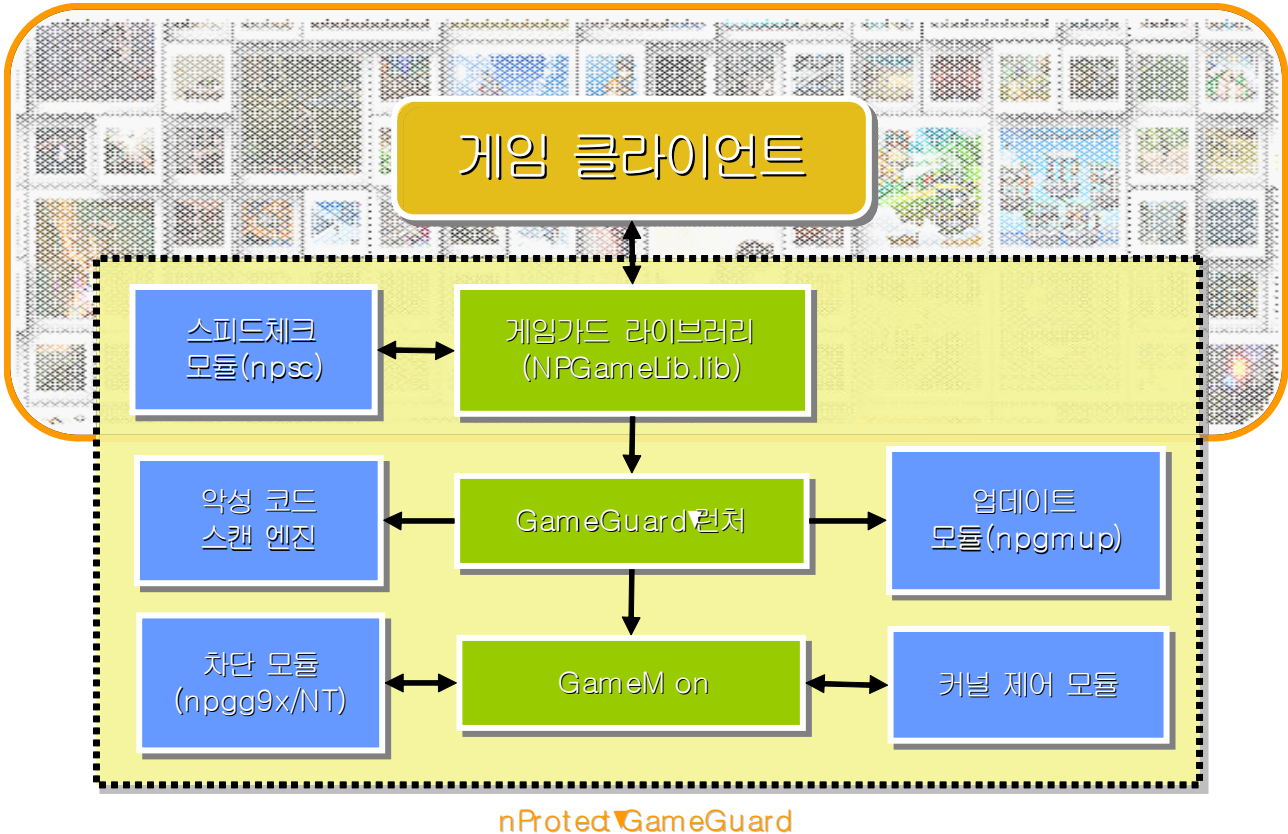 게임 클라이언트
스피드체크
모듈(npsc)
게임가드 라이브러리
(NPGameLib.lib)
악성 코드
스캔 엔진
GameGuard 런처
업데이트
모듈(npgmup)
차단 모듈
(npgg9x/NT)
GameMon
커널 제어 모듈
nProtect GameGuard